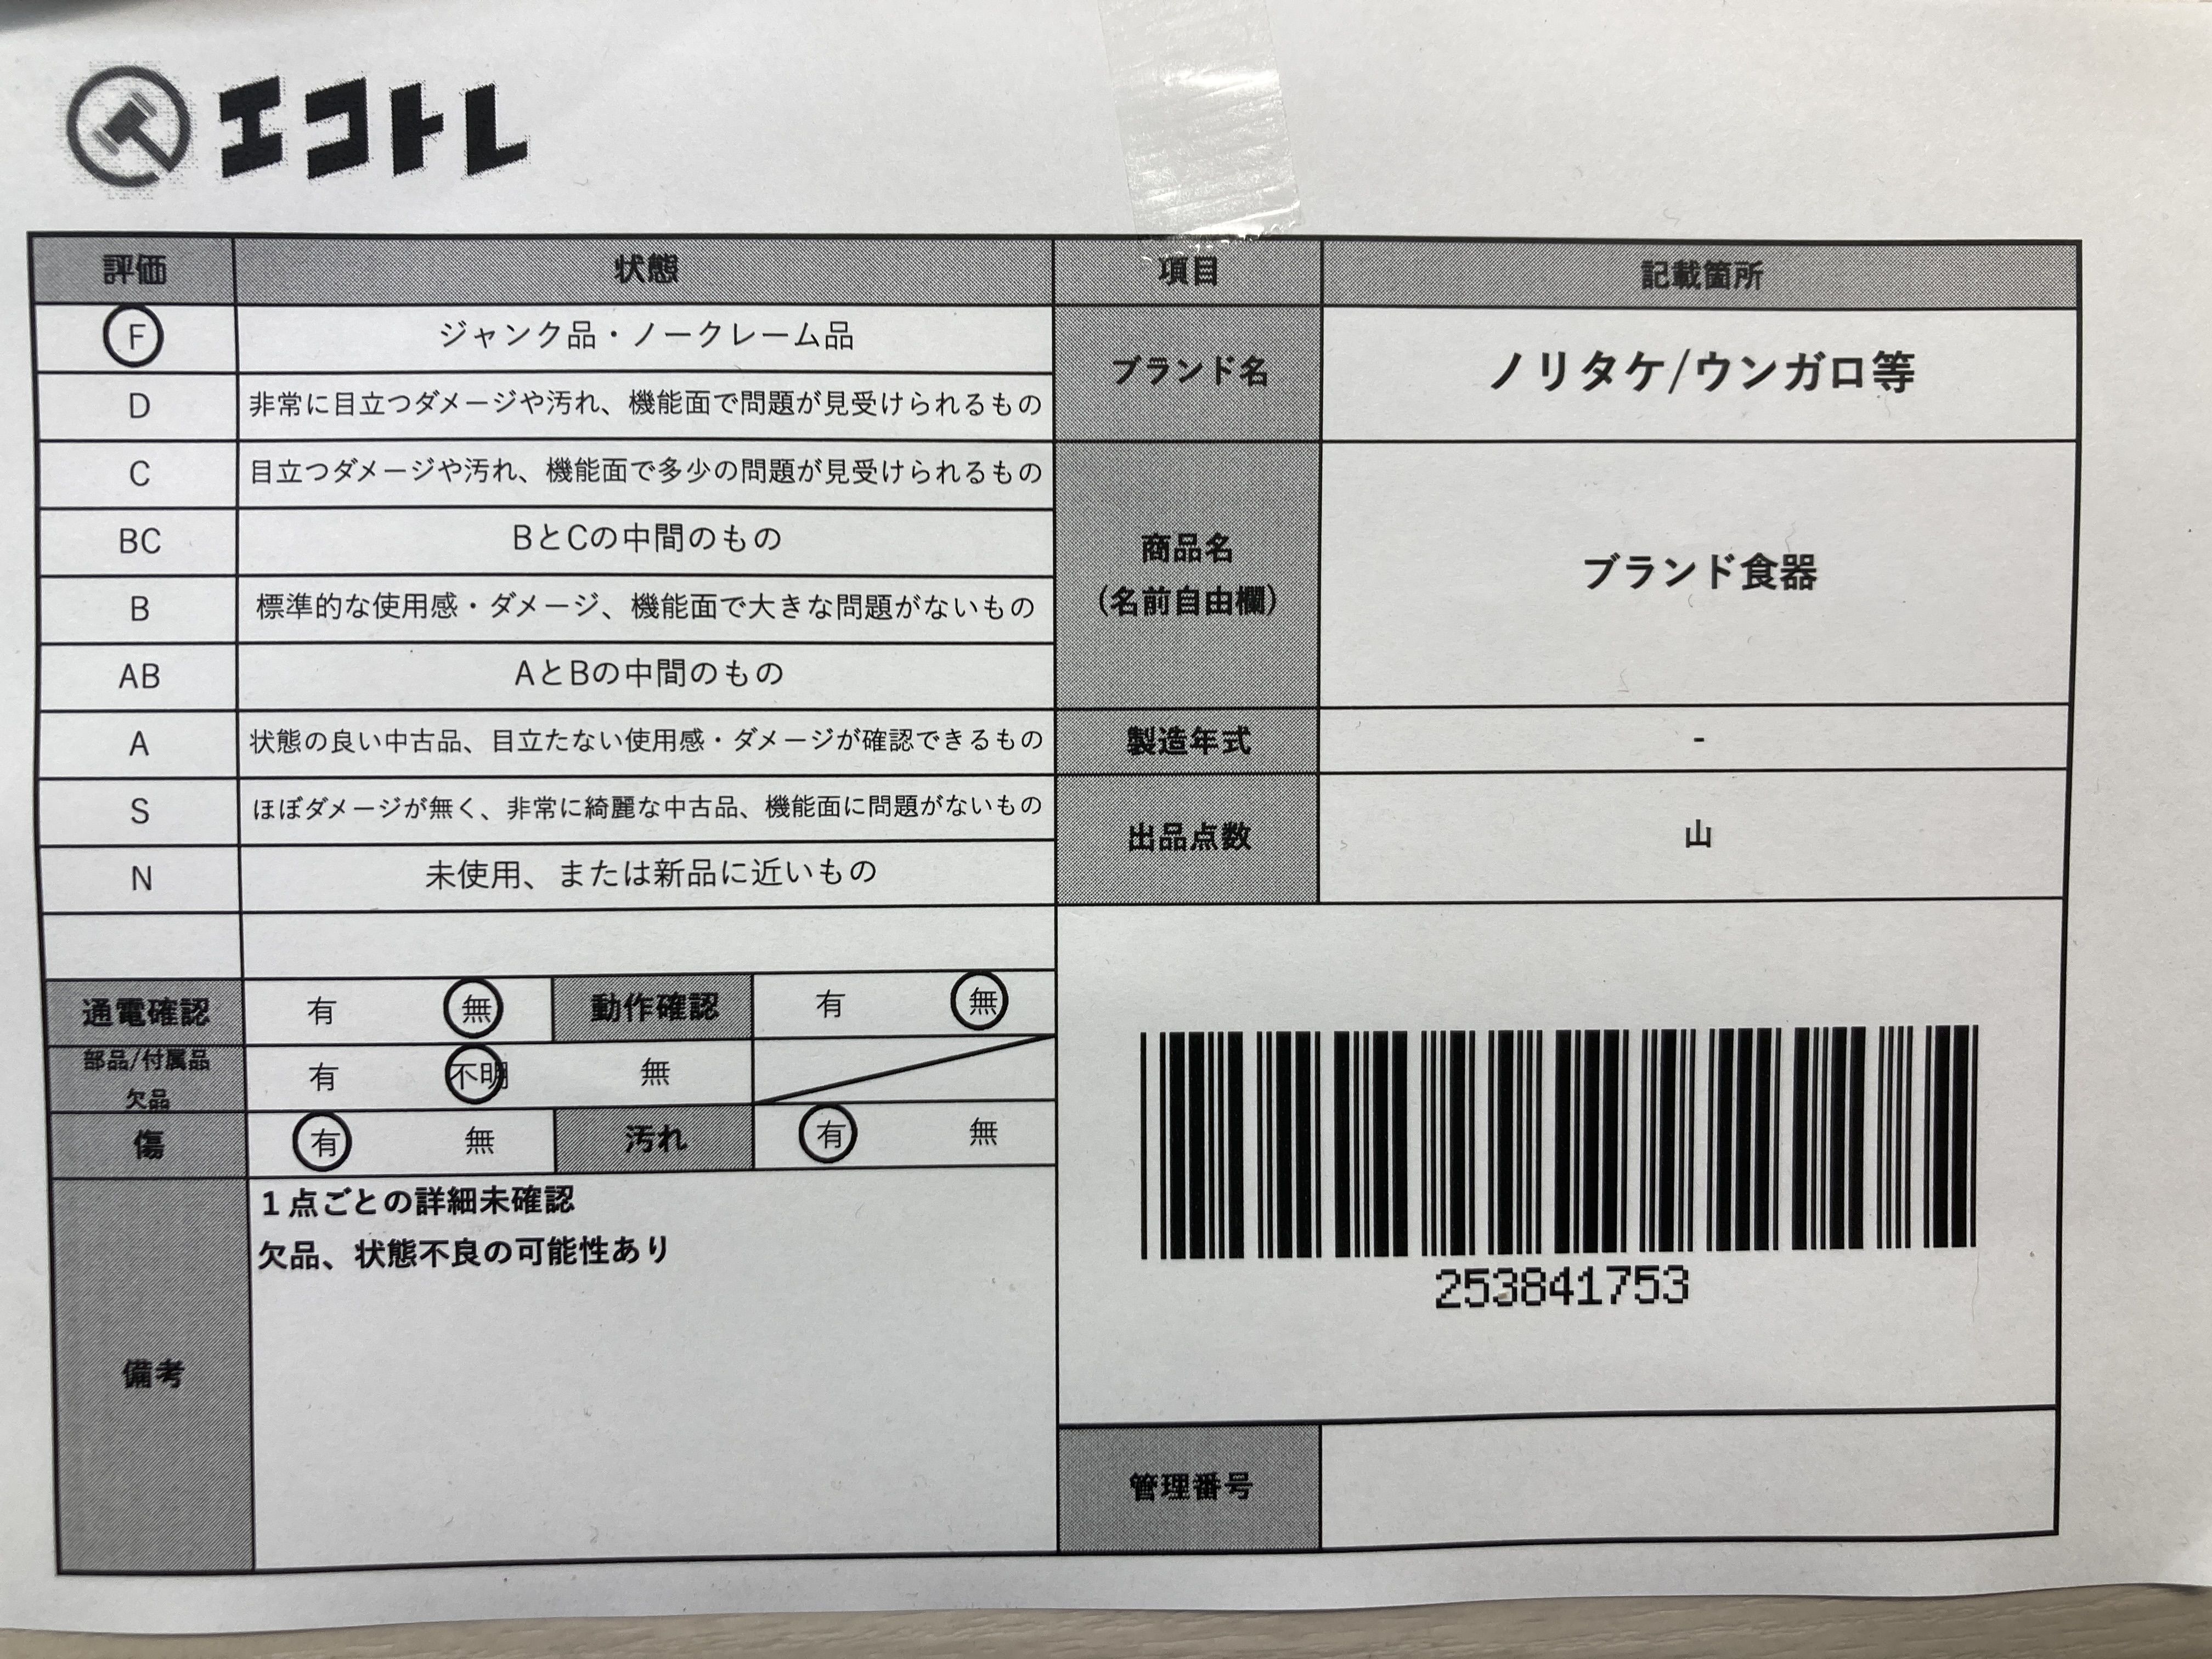 エコトレ
評価 状態 項目 記載箇所
F ジャンク品・ノークレーム品
D 非常に目立つダメージや汚れ、機能面で問題が見受けられるもの
ブランド名 ノリタケ/ウンガロ等
C 目立つダメージや汚れ、機能面で多少の問題が見受けられるもの
BC BとCの中間のもの
B 標準的な使用感・ダメージ、機能面で大きな問題がないもの
AB AとBの中間のもの
商品名
(名前自由欄)
ブランド食器
A 状態の良い中古品、目立たない使用感・ダメージが確認できるもの
製造年式 -
S ほぼダメージが無く、非常に綺麗な中古品、機能面に問題がないもの
N 未使用、または新品に近いもの
出品点数 山
通電確認 有 無 動作確認 有 無
部品/付属品
欠品
有 不明 無
傷 有 無 汚れ 有 無
備考
1点ごとの詳細未確認
欠品、状態不良の可能性あり
253841753
管理番号